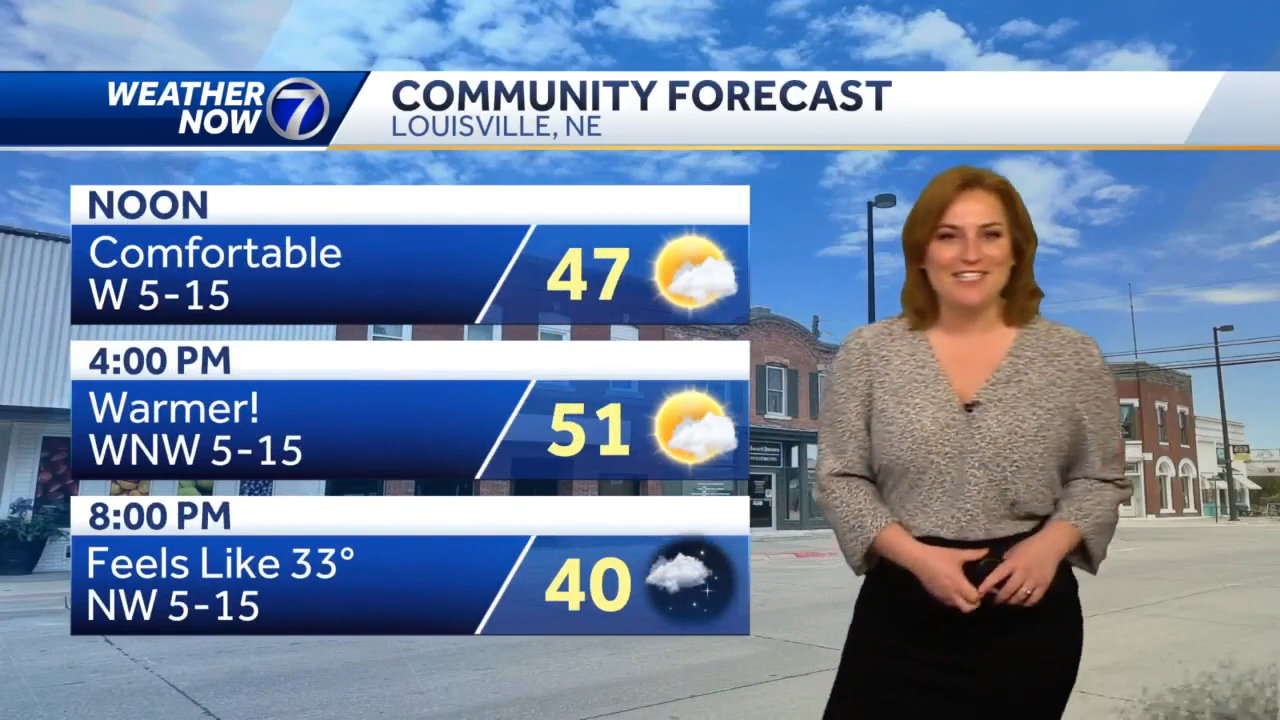 WEATHER
NOW 7
COMMUNITY FORECAST
LOUISVILLE, NE
NOON
Comfortable
W 5-15
47
4:00 PM
Warmer!
WNW 5-15
51
8:00 PM
Feels Like 33°
NW 5-15
40